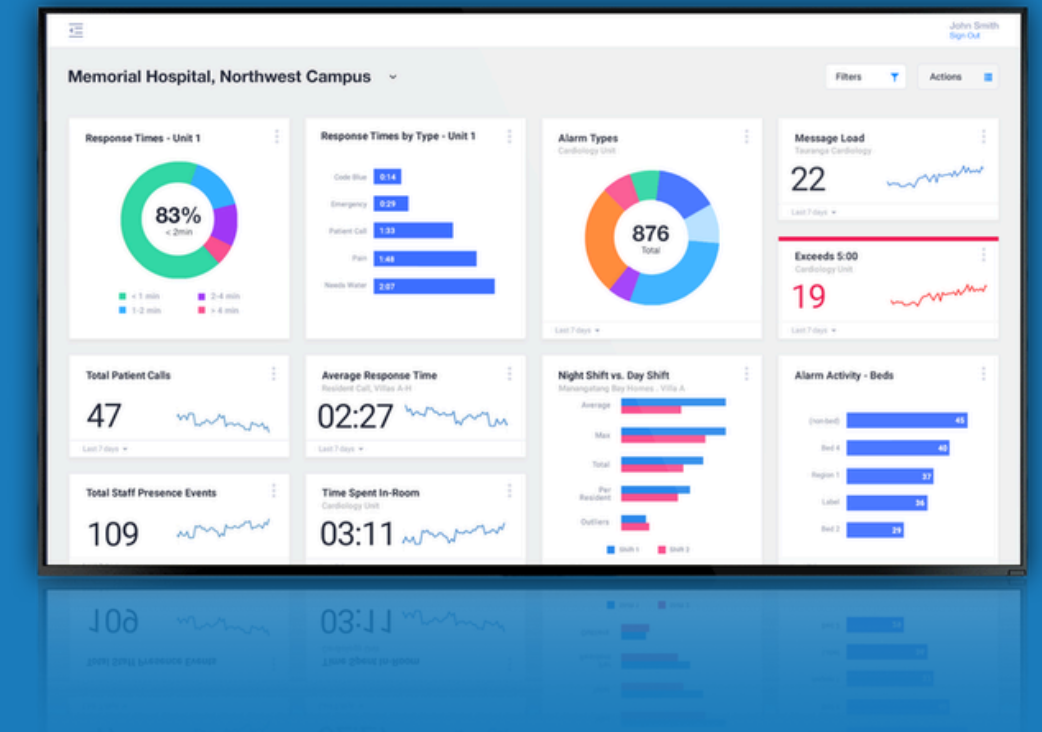 John Smith
Sign Out
Memorial Hospital, Northwest Campus
Filters
Actions
Response Times - Unit 1
83%
< 2min
< 1 min
2-4 min
1-2 min
> 4 min
Response Times by Type - Unit 1
Code Blue 0:14
Emergency 0:29
Patient Call 1:33
Pain 1:48
Needs Water 2:07
Alarm Types
Cardiology Unit
876
Total
Last 7 days
Message Load
Tauranga Cardiology
22
Last 7 days
Exceeds 5:00
Cardiology Unit
19
Last 7 days
Total Patient Calls
47
Last 7 days
Average Response Time
Resident Call, Villas A-H
02:27
Last 7 days
Night Shift vs. Day Shift
Manangatang Bay Homes . Villa A
Average
Max
Total
Per
Resident
Outliers
Shift 1
Shift 2
Alarm Activity - Beds
(non-bed) 45
Bed 4 40
Region 1 37
Label 36
Bed 2 29
Total Staff Presence Events
109
Time Spent In-Room
Cardiology Unit
03:11